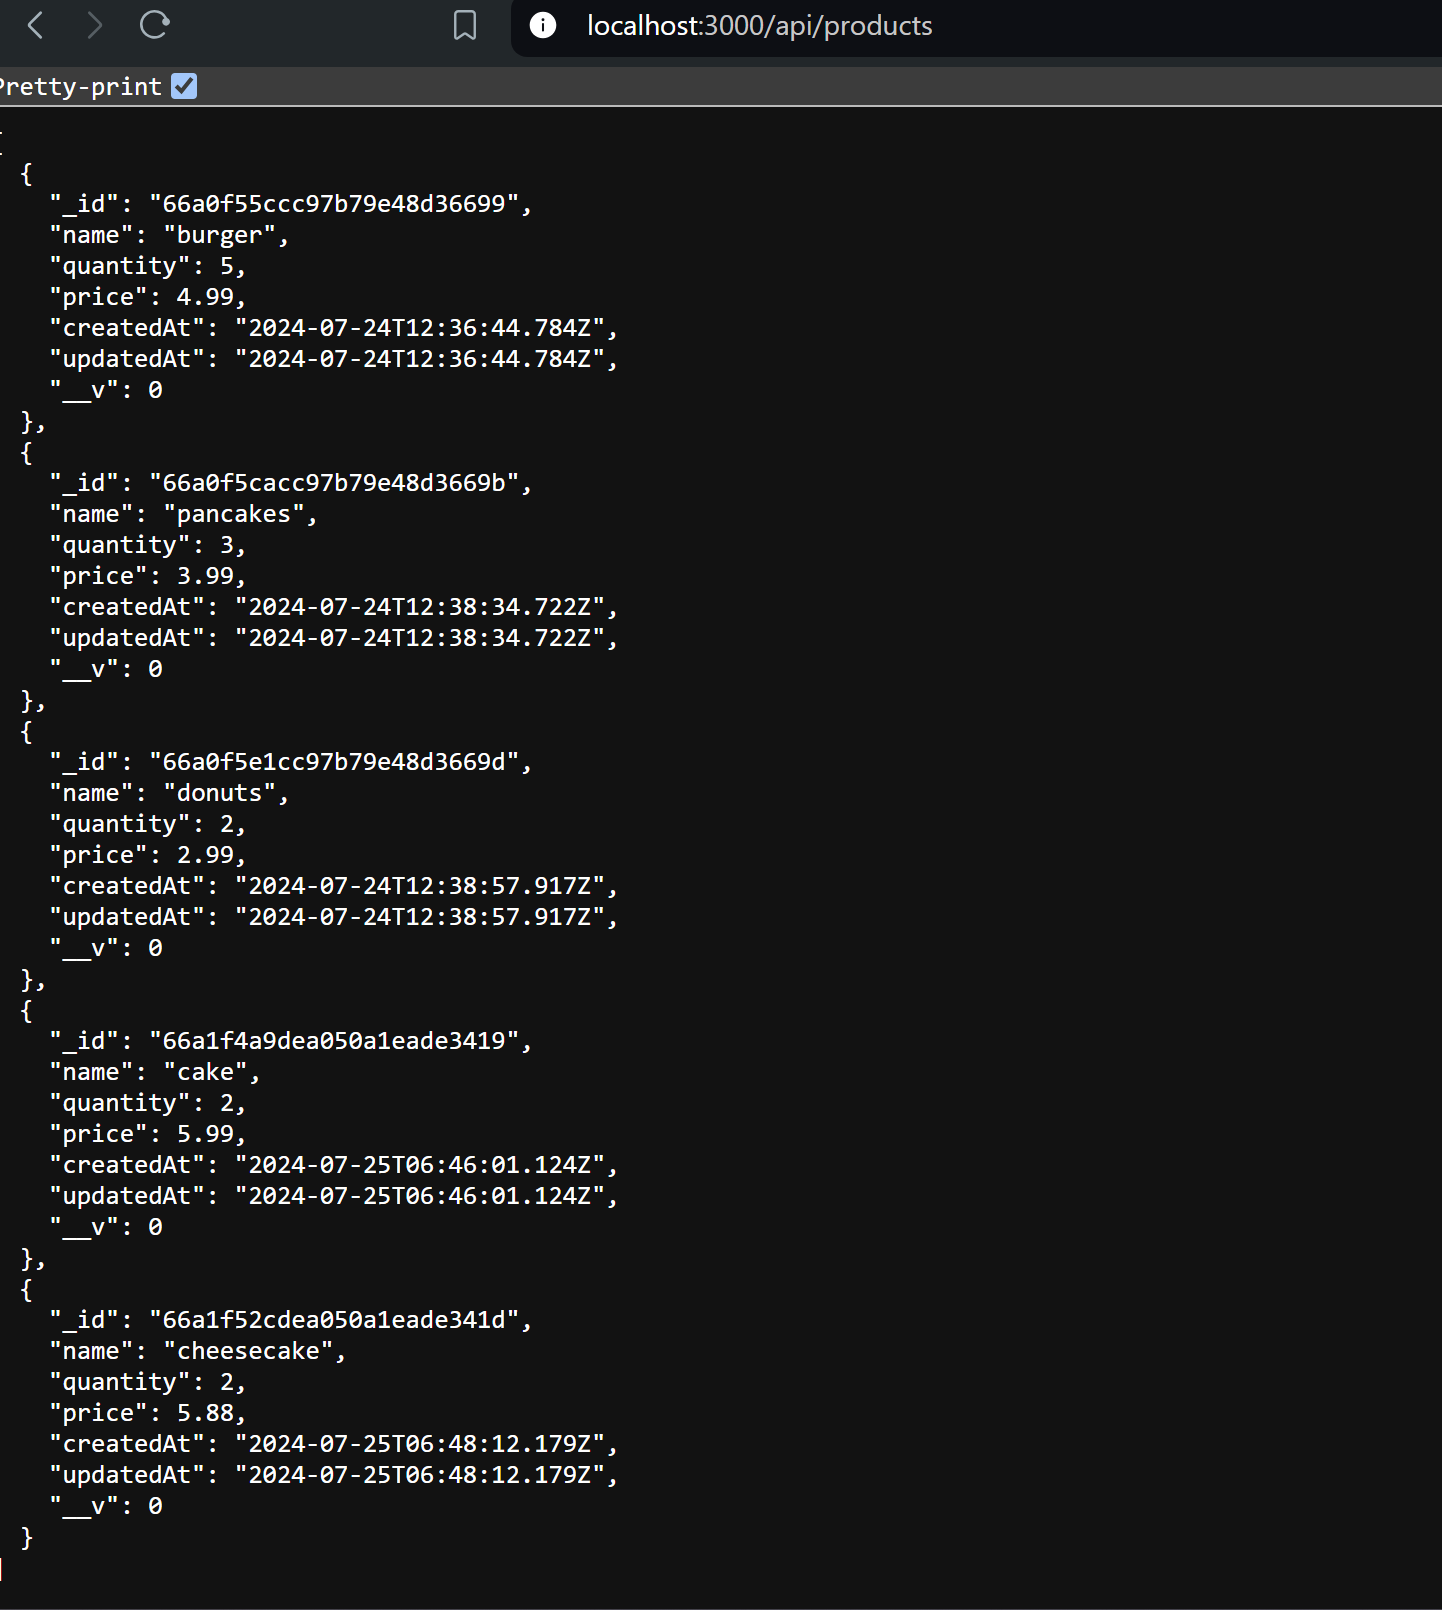 localhost:3000/api/products
Pretty-print
[
{
"_id": "66a0f55ccc97b79e48d36699",
"name": "burger",
"quantity": 5,
"price": 4.99,
"createdAt": "2024-07-24T12:36:44.784Z",
"updatedAt": "2024-07-24T12:36:44.784Z",
"__v": 0
},
{
"_id": "66a0f5cacc97b79e48d3669b",
"name": "pancakes",
"quantity": 3,
"price": 3.99,
"createdAt": "2024-07-24T12:38:34.722Z",
"updatedAt": "2024-07-24T12:38:34.722Z",
"__v": 0
},
{
"_id": "66a0f5e1cc97b79e48d3669d",
"name": "donuts",
"quantity": 2,
"price": 2.99,
"createdAt": "2024-07-24T12:38:57.917Z",
"updatedAt": "2024-07-24T12:38:57.917Z",
"__v": 0
},
{
"_id": "66a1f4a9dea050a1eade3419",
"name": "cake",
"quantity": 2,
"price": 5.99,
"createdAt": "2024-07-25T06:46:01.124Z",
"updatedAt": "2024-07-25T06:46:01.124Z",
"__v": 0
},
{
"_id": "66a1f52cdea050a1eade341d",
"name": "cheesecake",
"quantity": 2,
"price": 5.88,
"createdAt": "2024-07-25T06:48:12.179Z",
"updatedAt": "2024-07-25T06:48:12.179Z",
"__v": 0
}
]